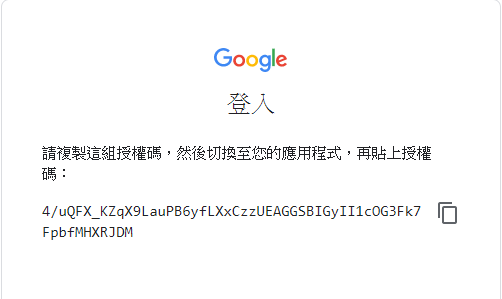 Google
登入
請複製這組授權碼，然後切換至您的應用程式，再貼上授權
碼：
4/uQFX_KZqX9LauPB6yfLXxCzzUEAGGSBIGyII1cOG3Fk7
FpbfMHXRJDM